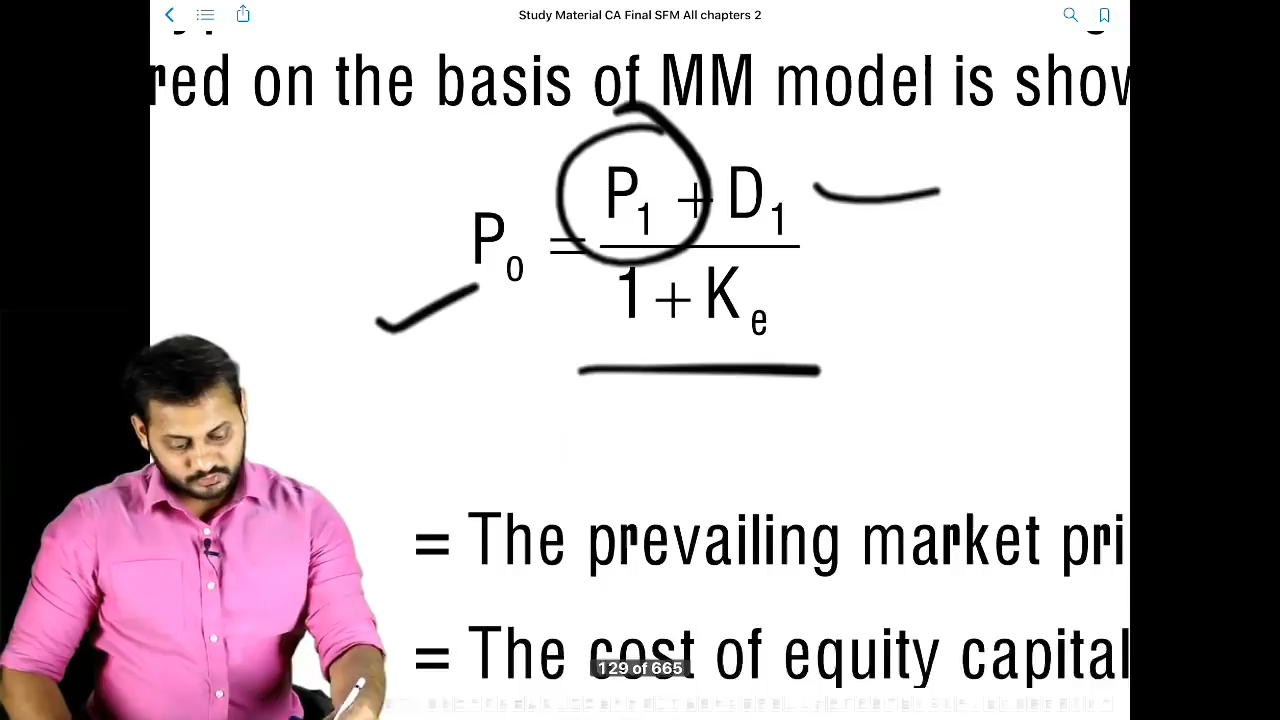 Study Material CA Final SFM All chapters 2
red on the basis of MM model is show
P₀ = (P₁ + D₁) / (1 + Kₑ)
= The prevailing market pri
= The cost of equity capital
129 of 665